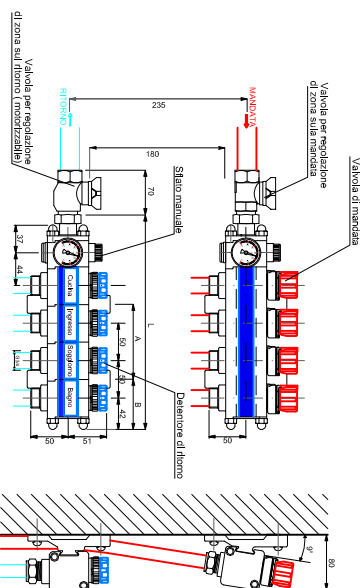 Valvola di mandata
Valvola per regolazione
di zona sulla mandata
MANDATA
235
RITORNO
Valvola per regolazione
di zona sul ritorno ( motorizzabile)
180
Sfiato manuale
70
37
44
L
A
B
50
50
42
Cucina
Ingresso
Soggiorno
Bagno
Detentore di ritorno
50
51
50
9°
80